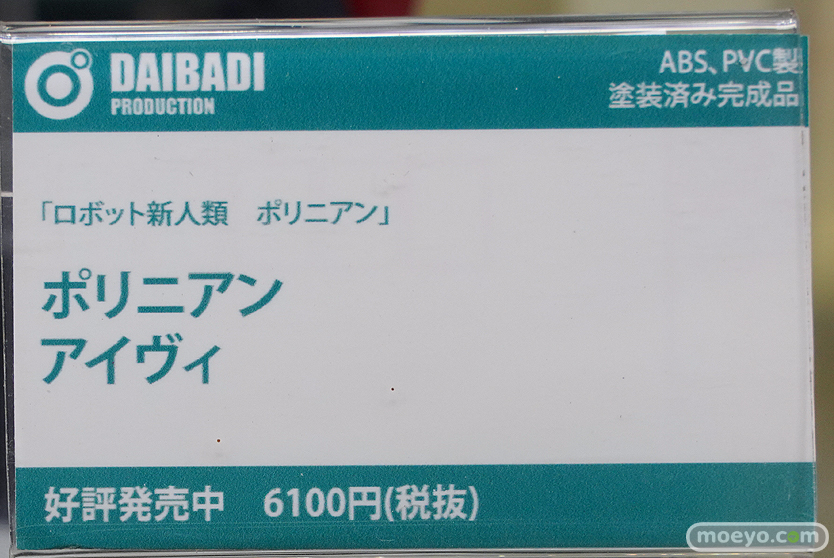 DAIBADI
PRODUCTION
ABS、PVC製
塗装済み完成品
「ロボット新人類　ポリニアン」
ポリニアン
アイヴィ
好評発売中　6100円(税抜)
moeyo.com